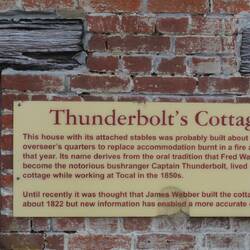 Thunderbolt's Cottag
This house with its attached stables was probably built about
overseer's quarters to replace accommodation burnt in a fire
that year. Its name derives from the oral tradition that Fred Wa
become the notorious bushranger Captain Thunderbolt, lived
cottage while working at Tocal in the 1850s.
Until recently it was thought that James Webber built the cotta
about 1822 but new information has enabled a more accurate